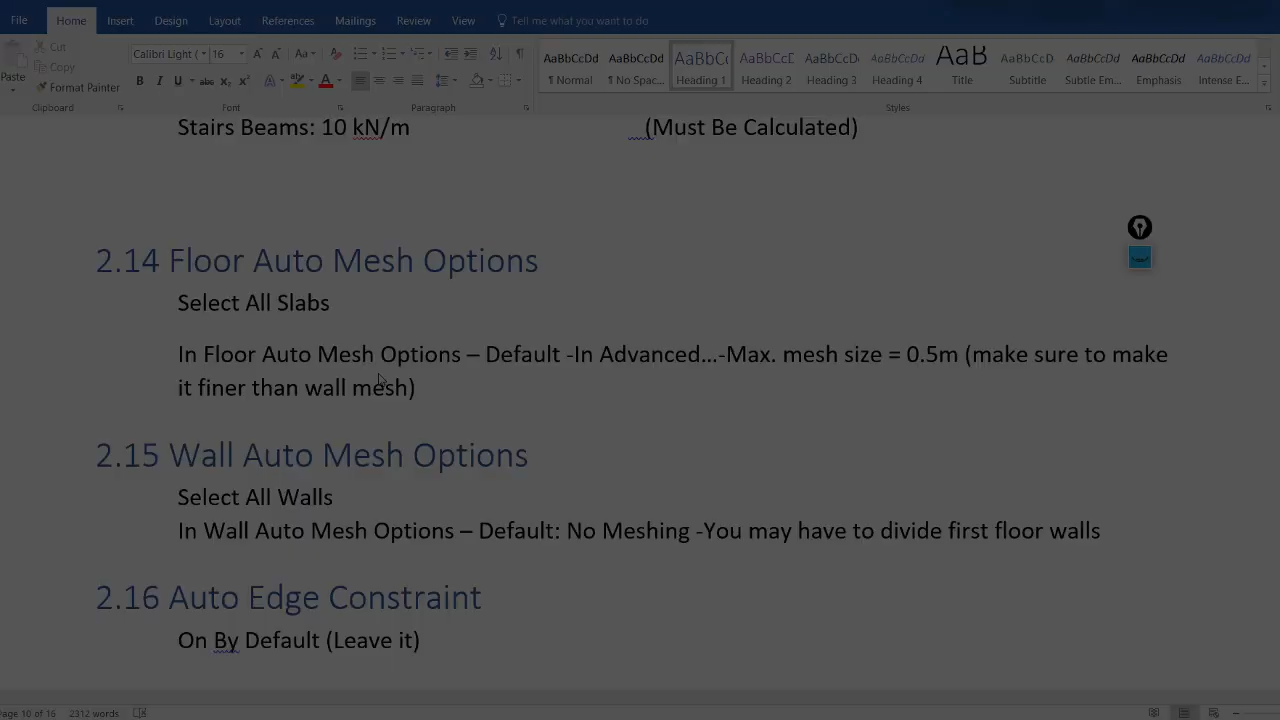 File Home Insert Design Layout References Mailings Review View Tell me what you want to do
Cut
Copy
Paste
Format Painter
Clipboard
Calibri Light ( 16
Font
Paragraph
AaBbCcDd AaBbCcDd AaBbCc AaBbCcE AaBbCcDd AaBbCcDd AaB AaBbCcDd AaBbCcDd AaBbCcDd AaBbCcDd
¶ Normal ¶ No Spac... Heading 1 Heading 2 Heading 3 Heading 4 Title Subtitle Subtle Em... Emphasis Intense E...
Styles
Stairs Beams: 10 kN/m (Must Be Calculated)
2.14 Floor Auto Mesh Options
Select All Slabs
In Floor Auto Mesh Options – Default -In Advanced…-Max. mesh size = 0.5m (make sure to make
it finer than wall mesh)
2.15 Wall Auto Mesh Options
Select All Walls
In Wall Auto Mesh Options – Default: No Meshing -You may have to divide first floor walls
2.16 Auto Edge Constraint
On By Default (Leave it)
Page 10 of 16 2312 words